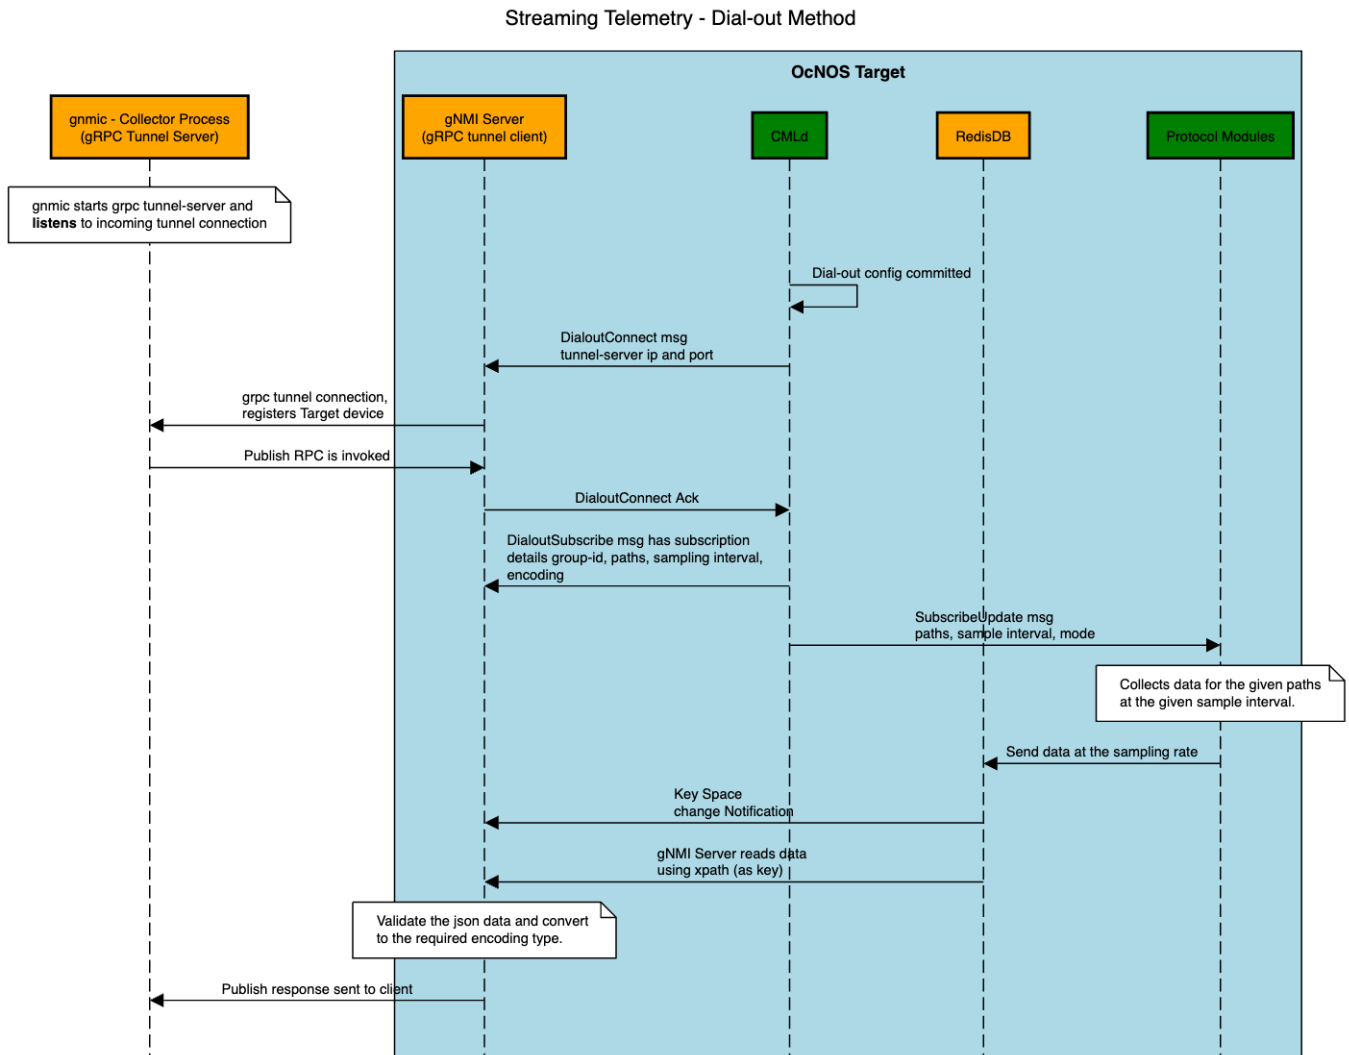 Streaming Telemetry - Dial-out Method
OcNOS Target
gnmic - Collector Process
(gRPC Tunnel Server)
gNMI Server
(gRPC tunnel client)
CMLd
RedisDB
Protocol Modules
gnmic starts grpc tunnel-server and
listens to incoming tunnel connection
Dial-out config committed
DialoutConnect msg
tunnel-server ip and port
grpc tunnel connection,
registers Target device
Publish RPC is invoked
DialoutConnect Ack
DialoutSubscribe msg has subscription
details group-id, paths, sampling interval,
encoding
SubscribeUpdate msg
paths, sample interval, mode
Collects data for the given paths
at the given sample interval.
Send data at the sampling rate
Key Space
change Notification
gNMI Server reads data
using xpath (as key)
Validate the json data and convert
to the required encoding type.
Publish response sent to client